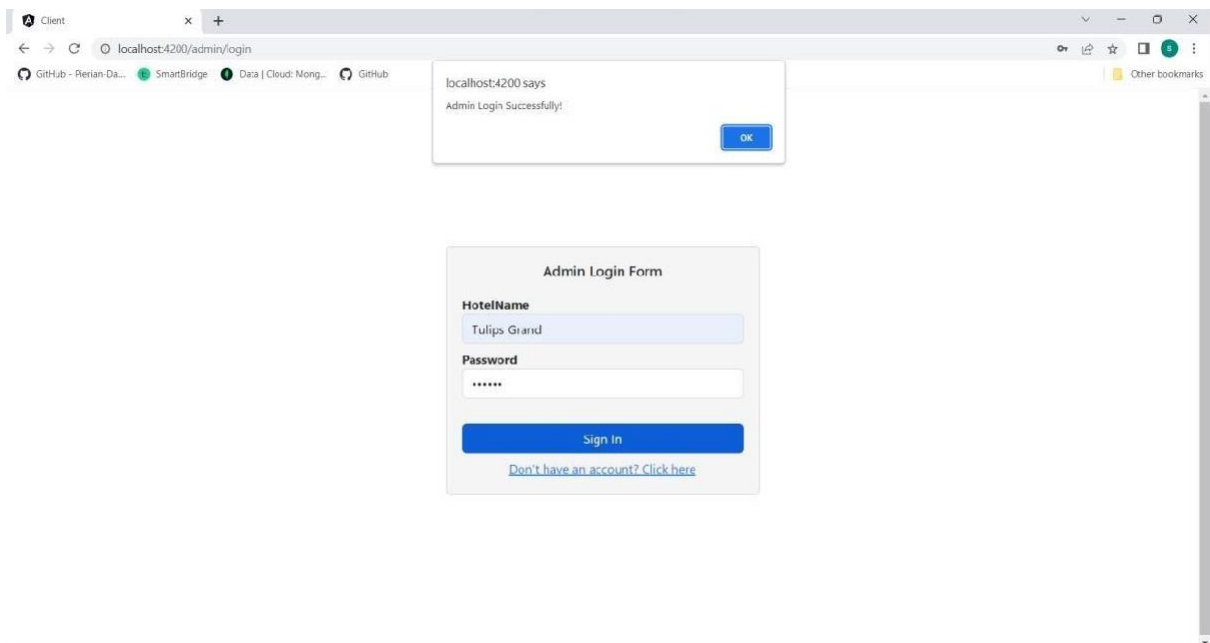 Client
localhost:4200/admin/login
GitHub - Pierian-Da... SmartBridge Data | Cloud: Mong... GitHub Other bookmarks
localhost:4200 says
Admin Login Successfully!
OK
Admin Login Form
HotelName
Tulips Grand
Password
••••••
Sign In
Don't have an account? Click here